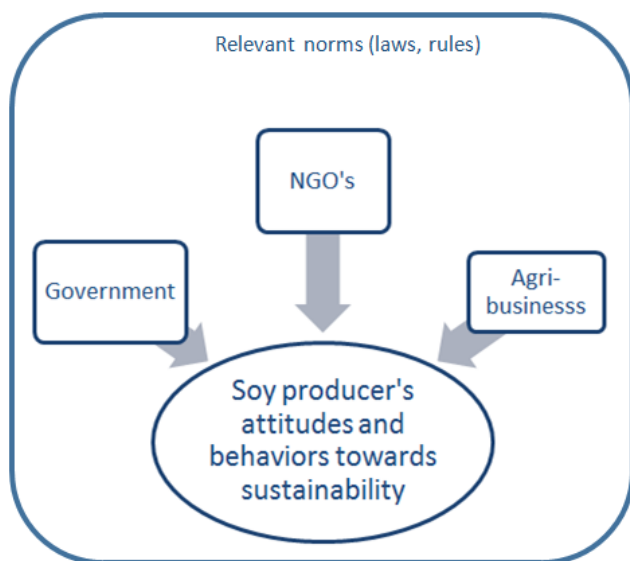 Relevant norms (laws, rules)
NGO's
Government
Agri-
businesss
Soy producer's
attitudes and
behaviors towards
sustainability